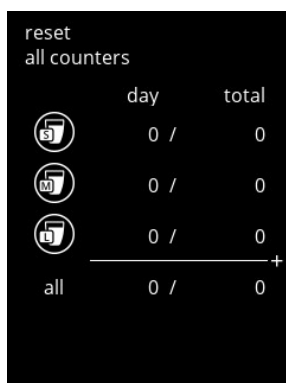 reset
all counters
day total
S 0 / 0
M 0 / 0
L 0 / 0
+
all 0 / 0